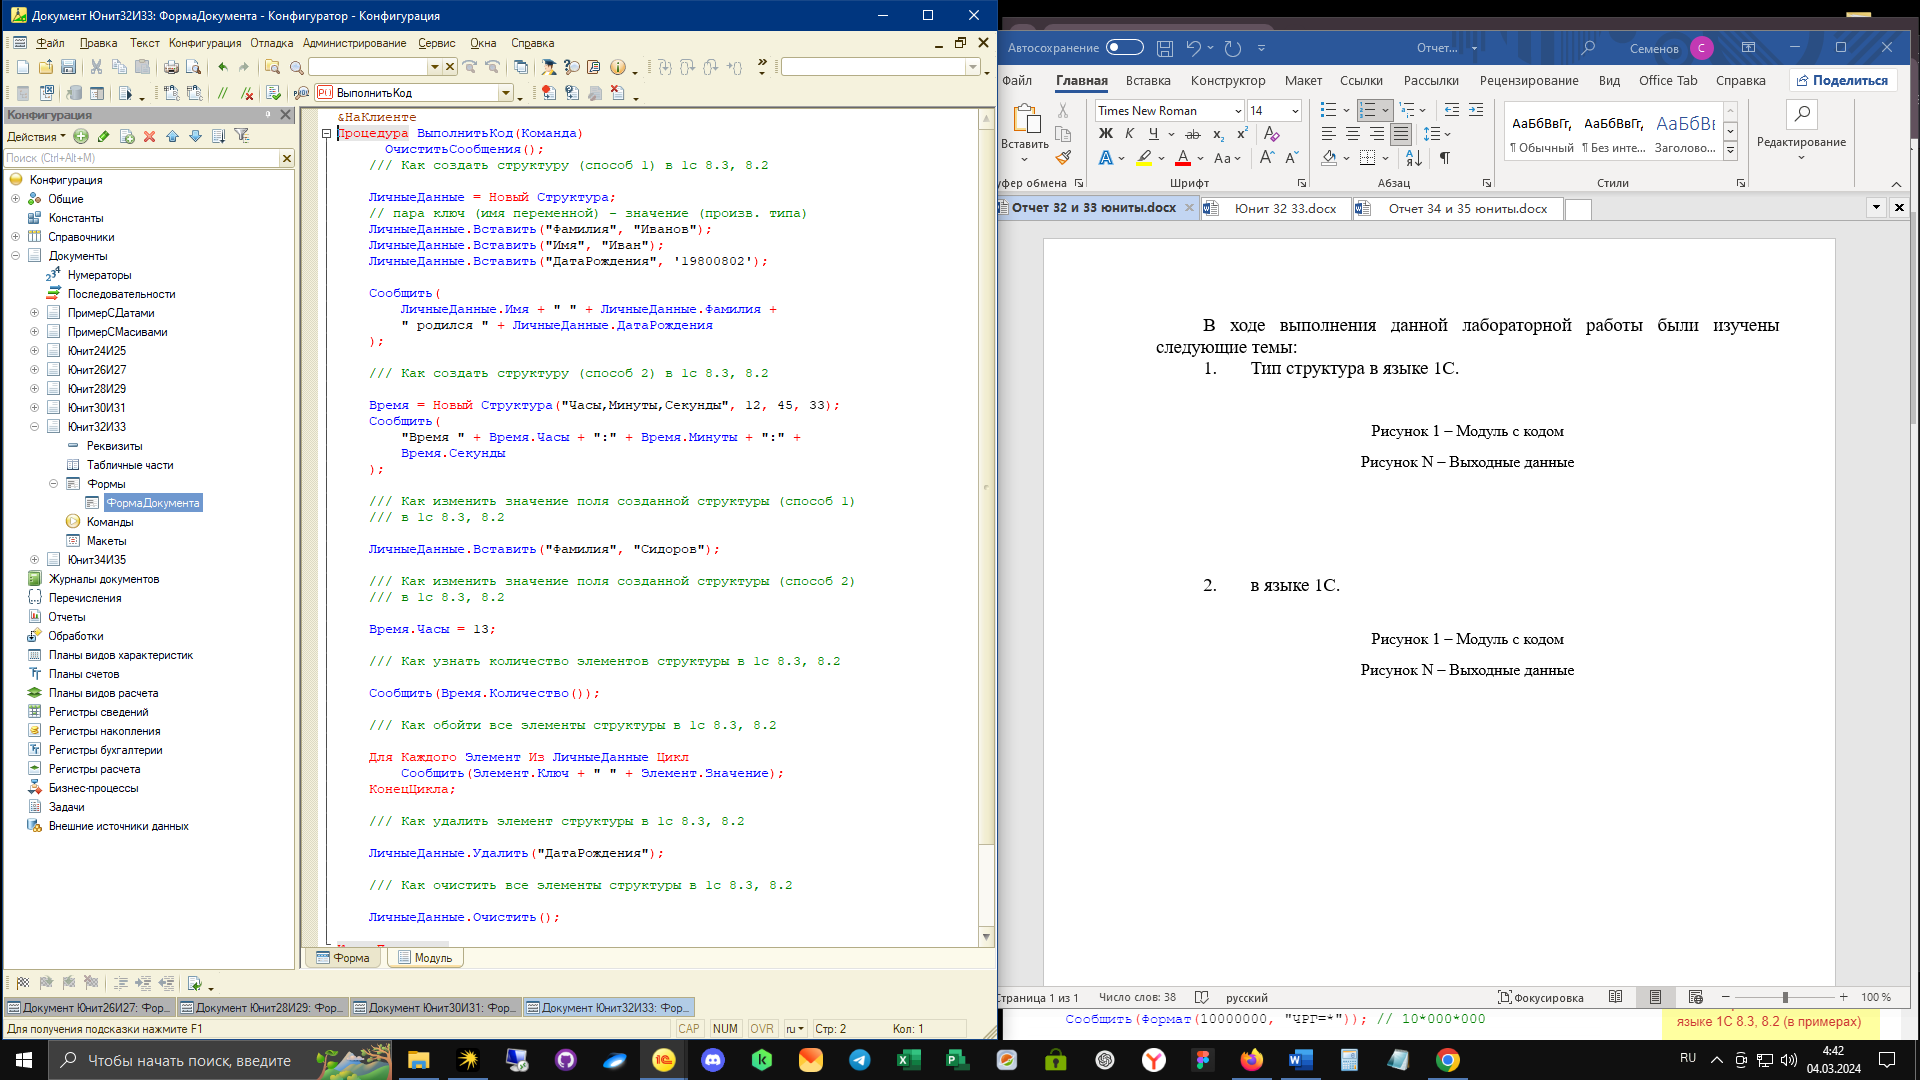 Документ Юнит32И33: ФормаДокумента - Конфигуратор - Конфигурация
Файл Правка Текст Конфигурация Отладка Администрирование Сервис Окна Справка
ВыполнитьКод
Конфигурация
Действия
Поиск (Ctrl+Alt+M)
Конфигурация
Общие
Константы
Справочники
Документы
Нумераторы
Последовательности
ПримерСДатами
ПримерСМасивами
Юнит24И25
Юнит26И27
Юнит28И29
Юнит30И31
Юнит32И33
Реквизиты
Табличные части
Формы
ФормаДокумента
Команды
Макеты
Юнит34И35
Журналы документов
Перечисления
Отчеты
Обработки
Планы видов характеристик
Планы счетов
Планы видов расчета
Регистры сведений
Регистры накопления
Регистры бухгалтерии
Регистры расчета
Бизнес-процессы
Задачи
Внешние источники данных
&НаКлиенте
Процедура ВыполнитьКод(Команда)
ОчиститьСообщения();
/// Как создать структуру (способ 1) в 1с 8.3, 8.2
ЛичныеДанные = Новый Структура;
// пара ключ (имя переменной) - значение (произв. типа)
ЛичныеДанные.Вставить("Фамилия", "Иванов");
ЛичныеДанные.Вставить("Имя", "Иван");
ЛичныеДанные.Вставить("ДатаРождения", '19800802');
Сообщить(
ЛичныеДанные.Имя + " " + ЛичныеДанные.Фамилия +
" родился " + ЛичныеДанные.ДатаРождения
);
/// Как создать структуру (способ 2) в 1с 8.3, 8.2
Время = Новый Структура("Часы,Минуты,Секунды", 12, 45, 33);
Сообщить(
"Время " + Время.Часы + ":" + Время.Минуты + ":" +
Время.Секунды
);
/// Как изменить значение поля созданной структуры (способ 1)
/// в 1с 8.3, 8.2
ЛичныеДанные.Вставить("Фамилия", "Сидоров");
/// Как изменить значение поля созданной структуры (способ 2)
/// в 1с 8.3, 8.2
Время.Часы = 13;
/// Как узнать количество элементов структуры в 1с 8.3, 8.2
Сообщить(Время.Количество());
/// Как обойти все элементы структуры в 1с 8.3, 8.2
Для Каждого Элемент Из ЛичныеДанные Цикл
Сообщить(Элемент.Ключ + " " + Элемент.Значение);
КонецЦикла;
/// Как удалить элемент структуры в 1с 8.3, 8.2
ЛичныеДанные.Удалить("ДатаРождения");
/// Как очистить все элементы структуры в 1с 8.3, 8.2
ЛичныеДанные.Очистить();
Форма Модуль
Документ Юнит26И27: Фор... Документ Юнит28И29: Фор... Документ Юнит30И31: Фор... Документ Юнит32И33: Фор...
Для получения подсказки нажмите F1 CAP NUM OVR ru Стр: 2 Кол: 1
Автосохранение Отчет... Семенов С
Файл Главная Вставка Конструктор Макет Ссылки Рассылки Рецензирование Вид Office Tab Справка Поделиться
Вставить
Times New Roman 14
Ж К Ч ab x₂ x²
Aa
АаБбВвГг, АаБбВвГг, АаБбВвГ
¶ Обычный ¶ Без инте... Заголово...
Редактирование
уфер обмена Шрифт Абзац Стили
Отчет 32 и 33 юниты.docx Юнит 32 33.docx Отчет 34 и 35 юниты.docx
В ходе выполнения данной лабораторной работы были изучены
следующие темы:
1. Тип структура в языке 1С.
Рисунок 1 – Модуль с кодом
Рисунок N – Выходные данные
2. в языке 1С.
Рисунок 1 – Модуль с кодом
Рисунок N – Выходные данные
Страница 1 из 1 Число слов: 38 русский Фокусировка 100 %
Сообщить(Формат(10000000, "ЧРГ=*")); // 10*000*000
языке 1С 8.3, 8.2 (в примерах)
Чтобы начать поиск, введите
RU 4:42
04.03.2024